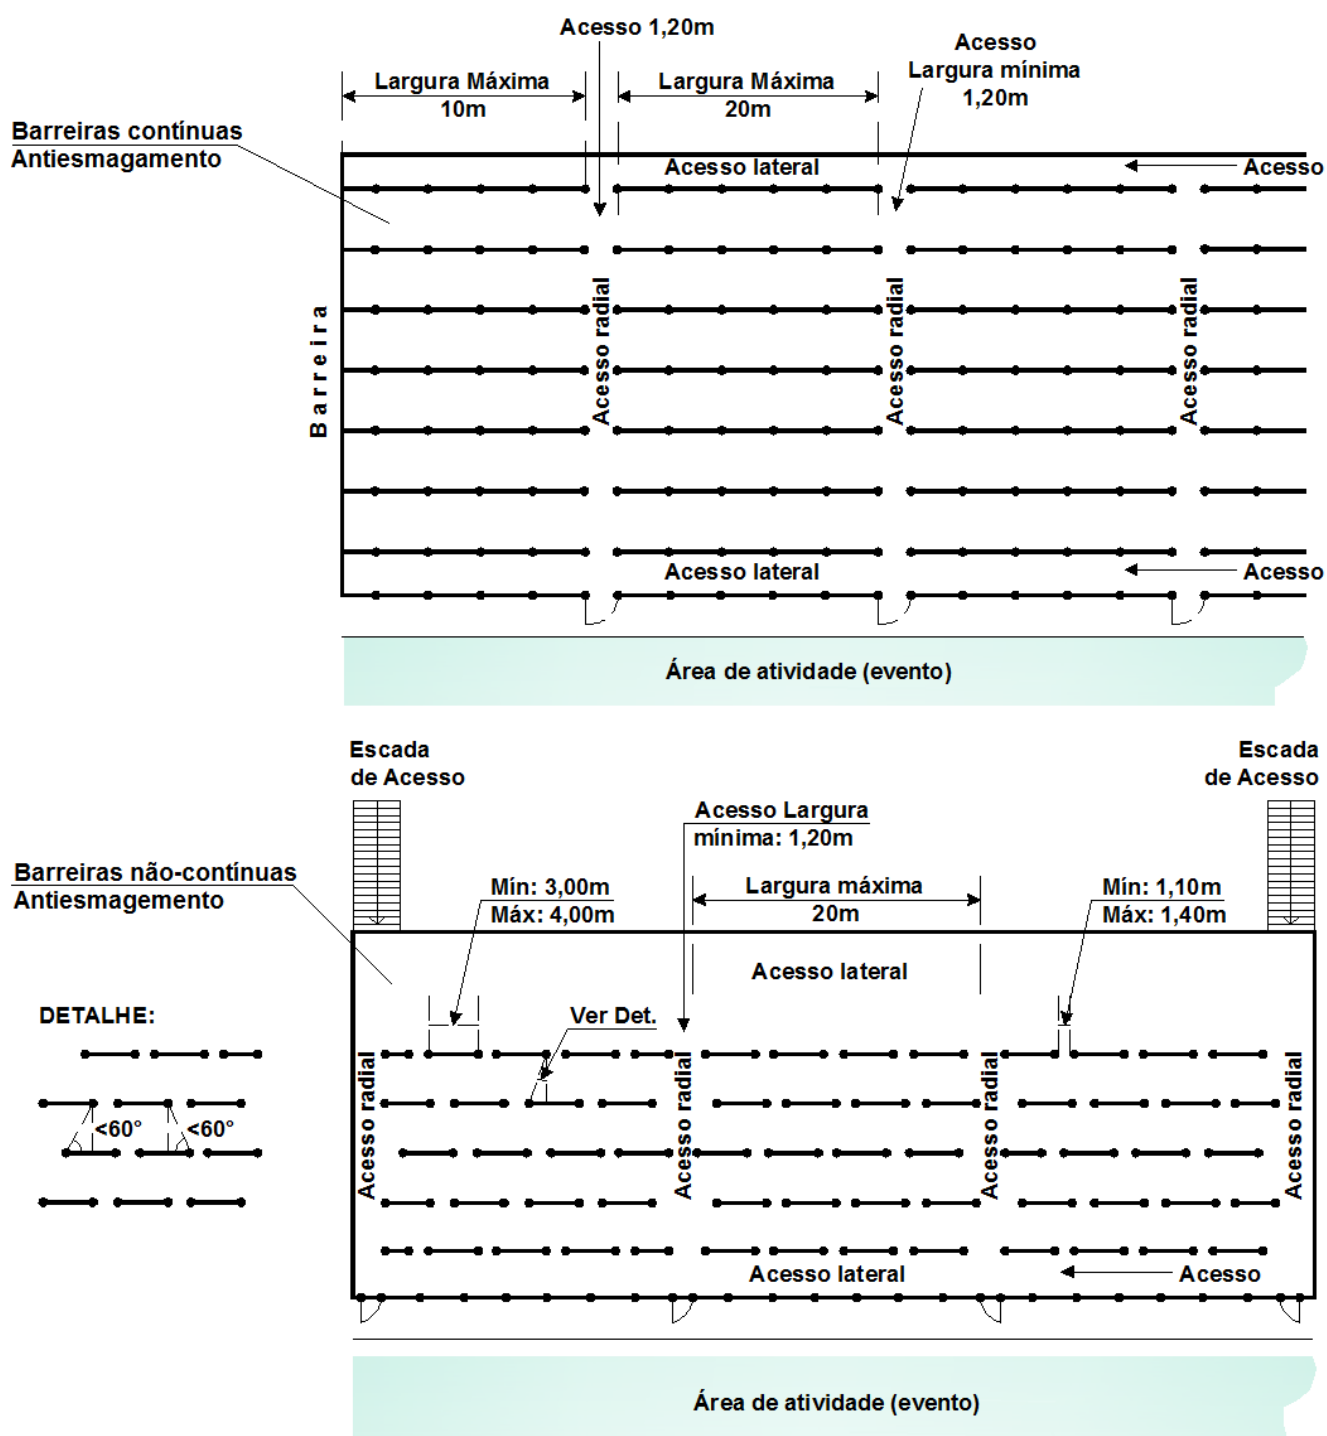 Acesso 1,20m
Acesso
Largura mínima
1,20m
Largura Máxima
10m
Largura Máxima
20m
Barreiras contínuas
Antiesmagamento
Acesso lateral
Acesso
Barreira
Acesso radial
Acesso radial
Acesso radial
Acesso lateral
Acesso
Área de atividade (evento)
Escada
de Acesso
Escada
de Acesso
Acesso Largura
mínima: 1,20m
Barreiras não-contínuas
Antiesmagemento
Mín: 3,00m
Máx: 4,00m
Largura máxima
20m
Mín: 1,10m
Máx: 1,40m
Acesso lateral
DETALHE:
Ver Det.
<60°
<60°
Acesso radial
Acesso radial
Acesso radial
Acesso radial
Acesso lateral
Acesso
Área de atividade (evento)